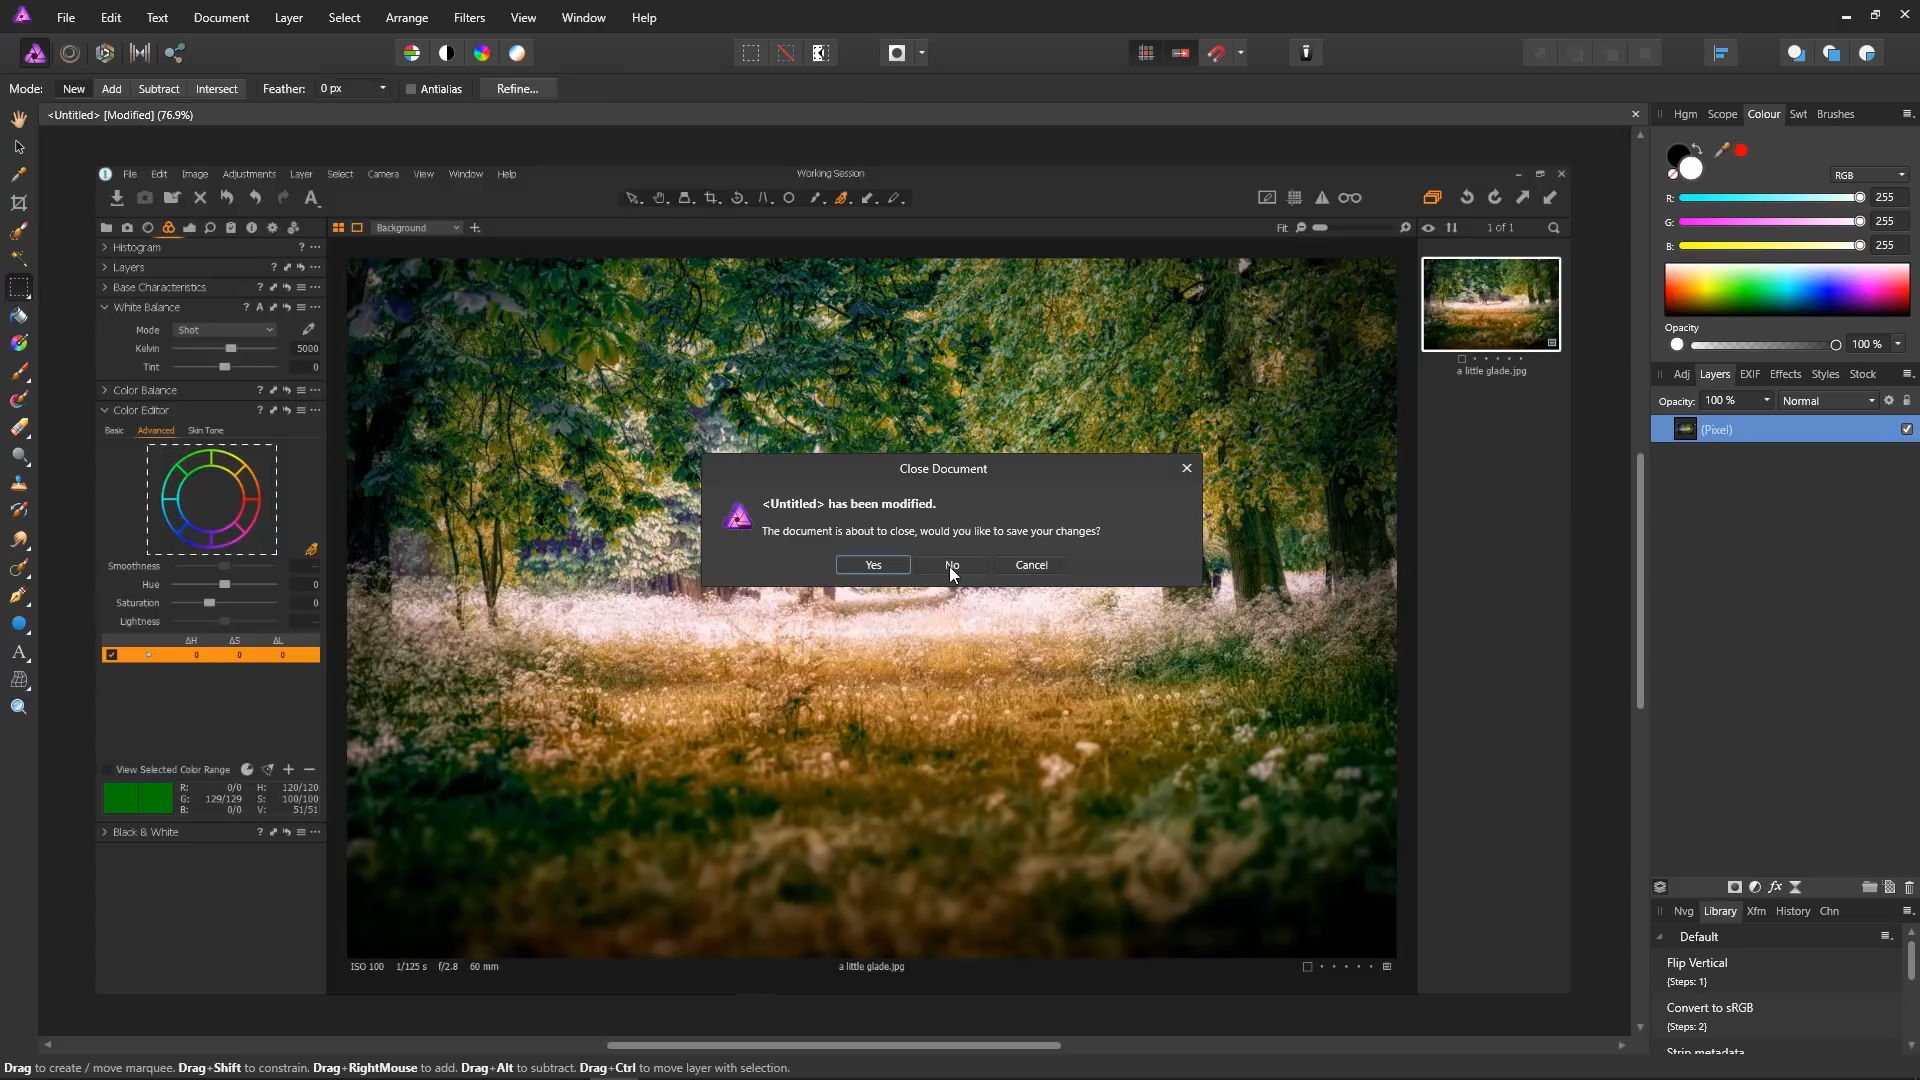 File Edit Text Document Layer Select Arrange Filters View Window Help
Mode: New Add Subtract Intersect Feather: 0 px Antialias Refine...
<Untitled> [Modified] (76.9%)
Hgm Scope Colour Swt Brushes
RGB
R: 255
G: 255
B: 255
Opacity
100 %
Adj Layers EXIF Effects Styles Stock
Opacity: 100 % Normal
(Pixel)
File Edit Image Adjustments Layer Select Camera View Window Help
Working Session
Background
Fit
1 of 1
Histogram
Layers
Base Characteristics
White Balance
Mode Shot
Kelvin 5000
Tint 0
Color Balance
Color Editor
Basic Advanced Skin Tone
Smoothness
Hue 0
Saturation 0
Lightness
ΔH ΔS ΔL
0 0 0
View Selected Color Range
R: 0/0 H: 120/120
G: 129/129 S: 100/100
B: 0/0 V: 51/51
Black & White
a little glade.jpg
Close Document
<Untitled> has been modified.
The document is about to close, would you like to save your changes?
Yes No Cancel
ISO 100 1/125 s f/2.8 60 mm
a little glade.jpg
Nvg Library Xfm History Chn
Default
Flip Vertical
{Steps: 1}
Convert to sRGB
{Steps: 2}
Strip metadata
Drag to create / move marquee. Drag+Shift to constrain. Drag+RightMouse to add. Drag+Alt to subtract. Drag+Ctrl to move layer with selection.